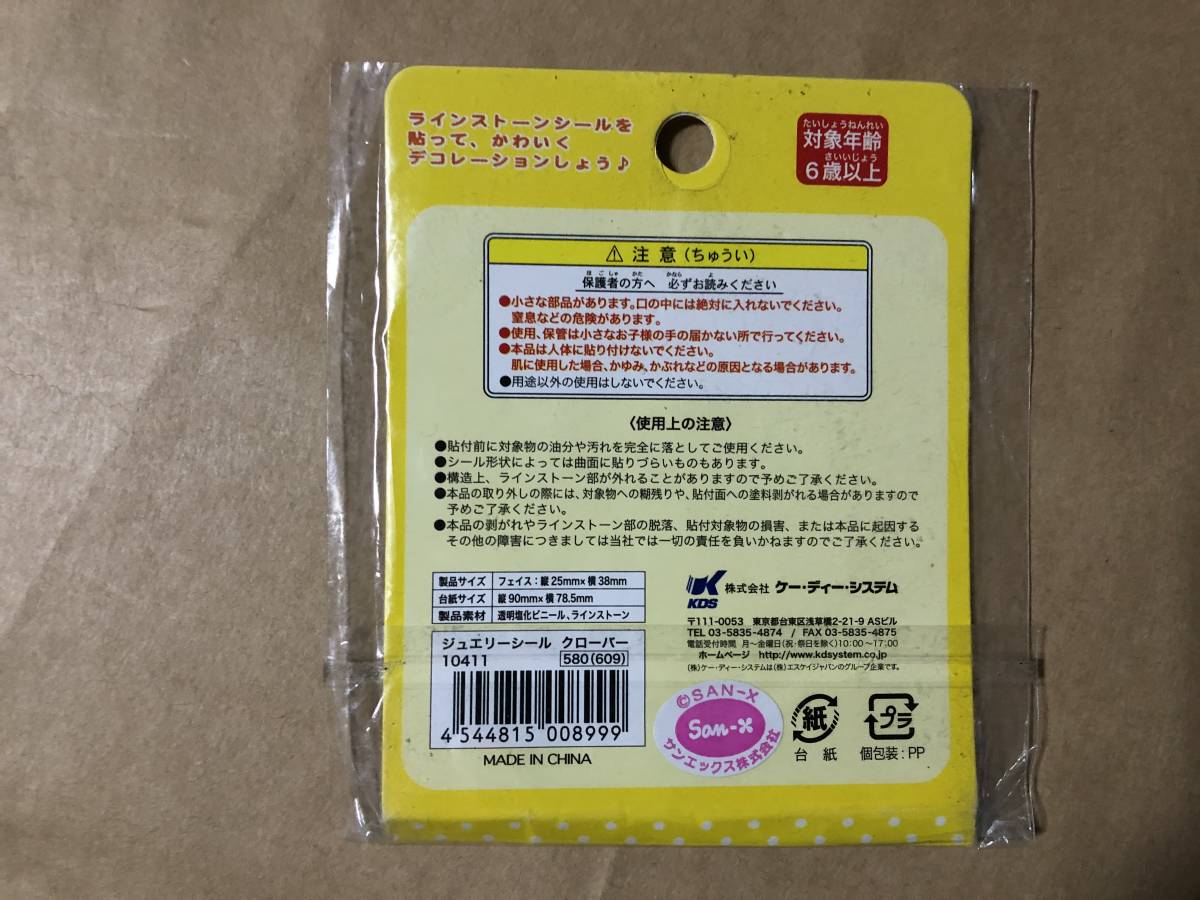 ラインストーンシールを
貼って、かわいく
デコレーションしよう♪
たいしょうねんれい
対象年齢
さいいじょう
6歳以上
⚠ 注意(ちゅうい)
ほごしゃ かた かなら よ
保護者の方へ 必ずお読みください
●小さな部品があります。口の中には絶対に入れないでください。
窒息などの危険があります。
●使用、保管は小さなお子様の手の届かない所で行ってください。
●本品は人体に貼り付けないでください。
肌に使用した場合、かゆみ、かぶれなどの原因となる場合があります。
●用途以外の使用はしないでください。
〈使用上の注意〉
●貼付前に対象物の油分や汚れを完全に落としてご使用ください。
●シール形状によっては曲面に貼りづらいものもあります。
●構造上、ラインストーン部が外れることがありますので予めご了承ください。
●本品の取り外しの際には、対象物への糊残りや、貼付面への塗料剥がれる場合がありますので
予めご了承ください。
●本品の剥がれやラインストーン部の脱落、貼付対象物の損害、または本品に起因する
その他の障害につきましては当社では一切の責任を負いかねますのでご了承ください。
製品サイズ フェイス:縦25mm×横38mm
台紙サイズ 縦90mm×横78.5mm
製品素材 透明塩化ビニール、ラインストーン
ジュエリーシール クローバー
10411 580(609)
4 544815 008999
MADE IN CHINA
KDS 株式会社 ケー・ディー・システム
〒111-0053 東京都台東区浅草橋2-21-9 ASビル
TEL 03-5835-4874 / FAX 03-5835-4875
電話受付時間 月〜金曜日(祝・祭日を除く)10:00〜17:00
ホームページ http://www.kdsystem.co.jp
(株)ケー・ディー・システムは(株)エスケイジャパンのグループ企業です。
©SAN-X
San-x
サンエックス株式会社
紙
台紙
プラ
個包装:PP